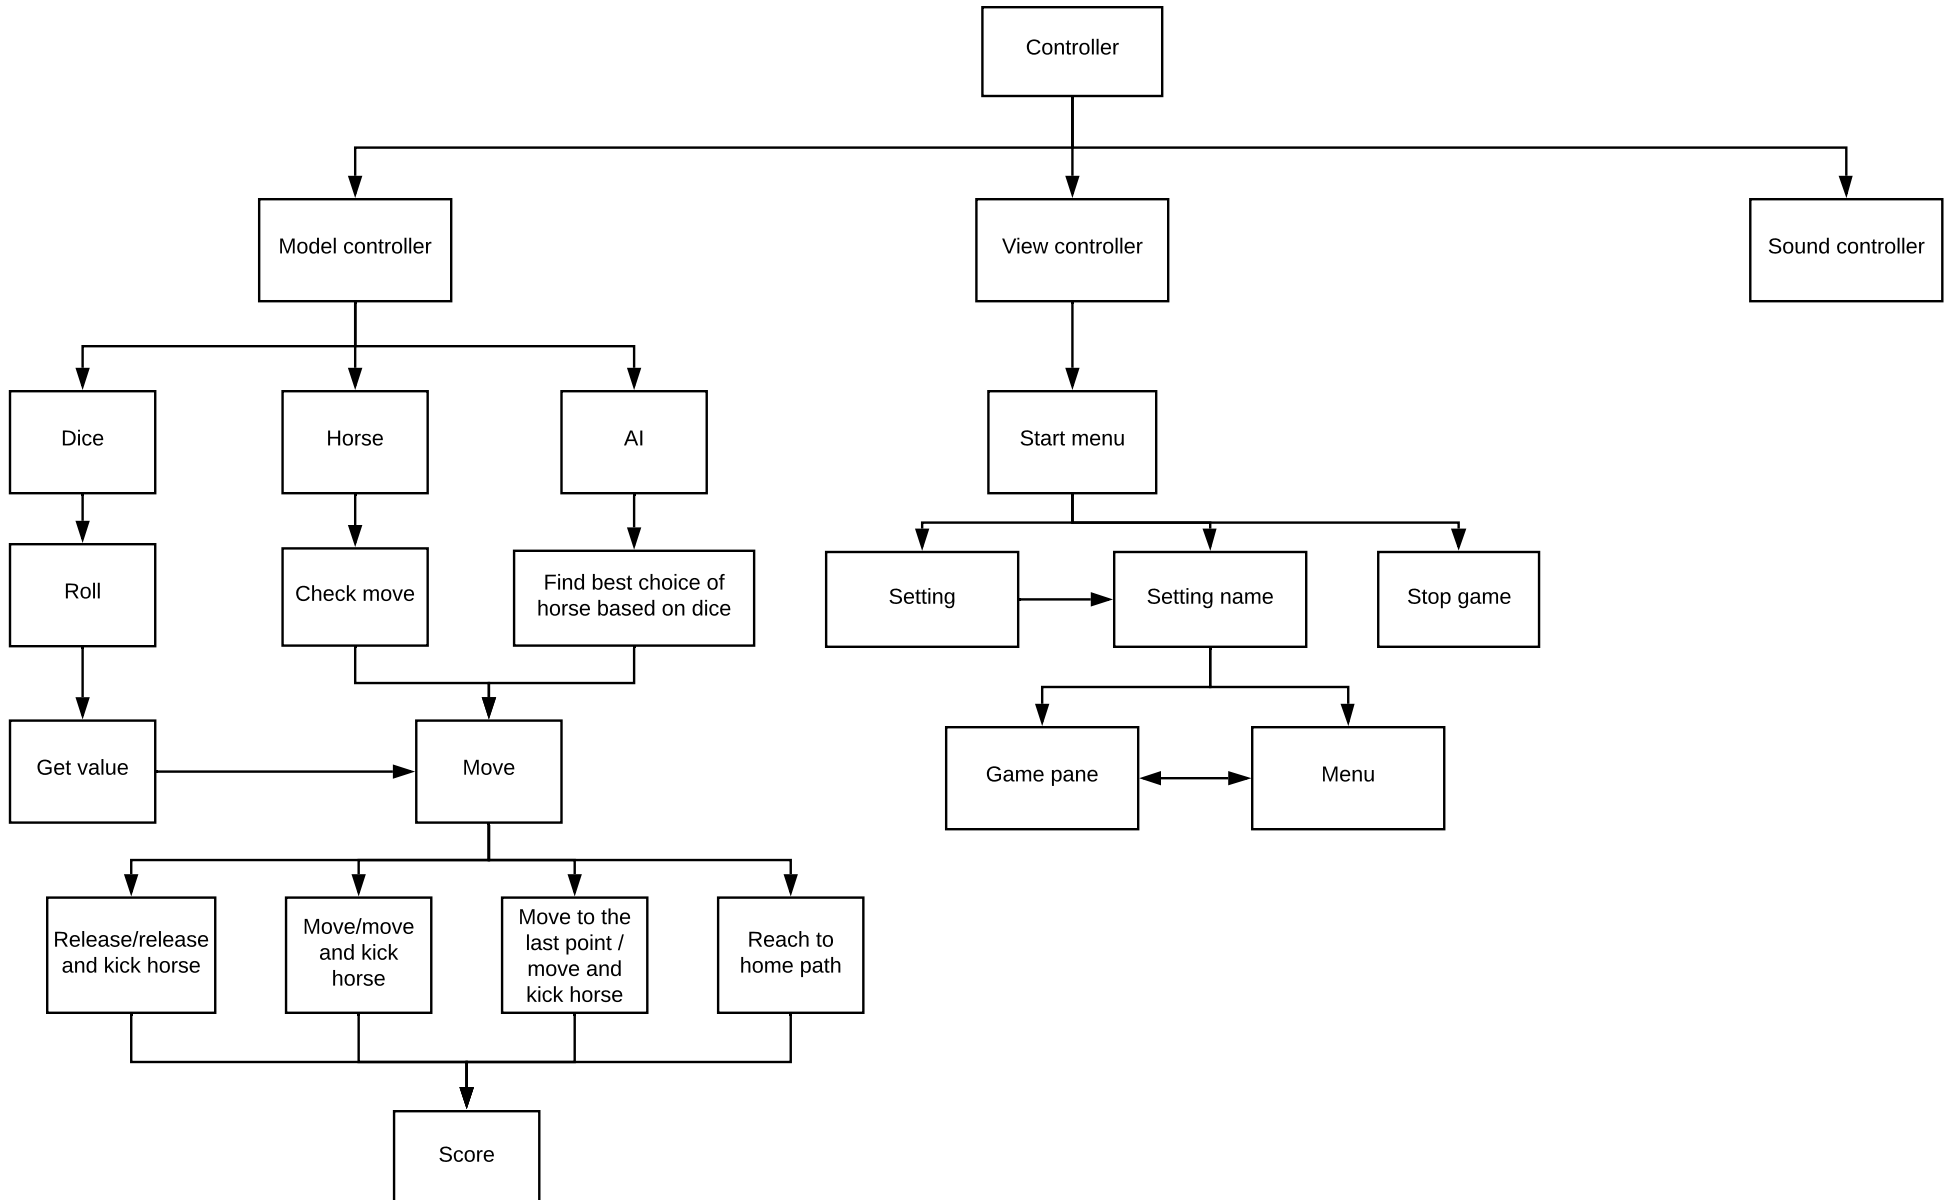 Controller
Model controller
View controller
Sound controller
Dice
Horse
AI
Start menu
Roll
Check move
Find best choice of
horse based on dice
Setting
Setting name
Stop game
Get value
Move
Game pane
Menu
Release/release
and kick horse
Move/move
and kick
horse
Move to the
last point /
move and
kick horse
Reach to
home path
Score